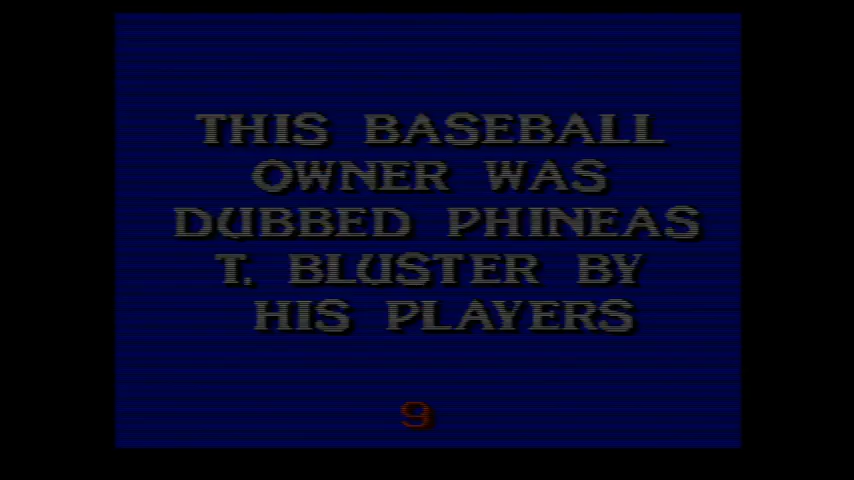 THIS BASEBALL
OWNER WAS
DUBBED PHINEAS
T. BLUSTER BY
HIS PLAYERS
9